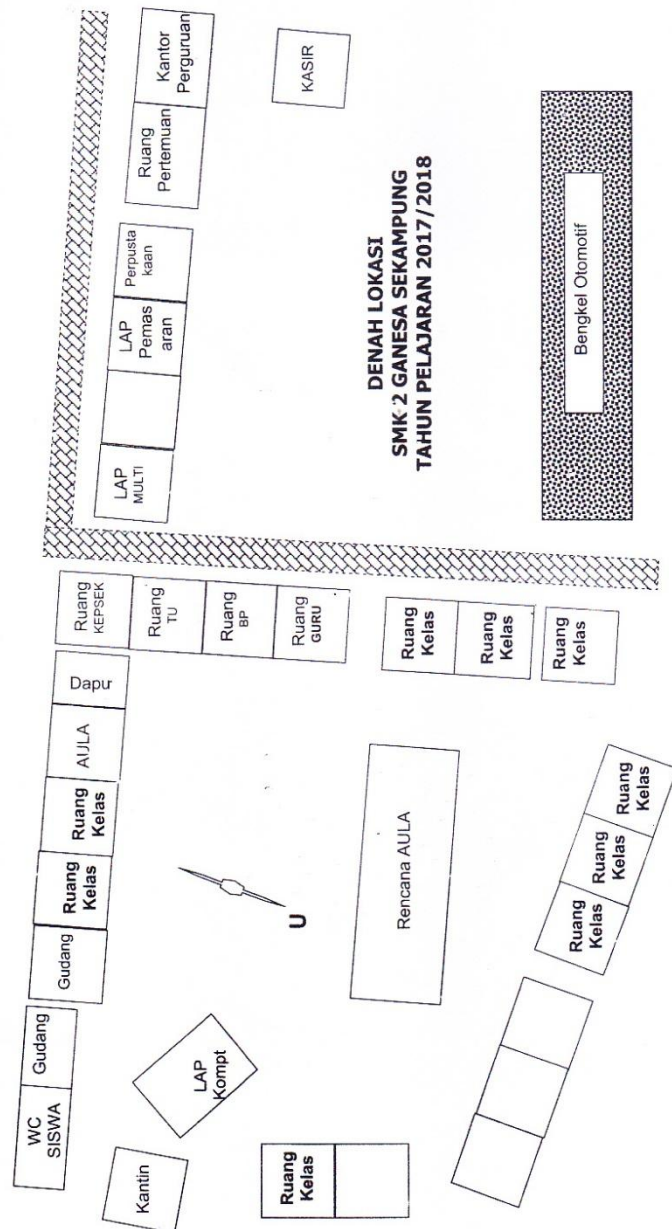 DENAH LOKASI
SMK 2 GANESA SEKAMPUNG
TAHUN PELAJARAN 2017/2018
WC
SISWA
Gudang
Gudang
Ruang
Kelas
Ruang
Kelas
AULA
Dapur
Ruang
KEPSEK
Ruang
TU
Ruang
BP
Ruang
GURU
LAP
MULTI
LAP
Pemas
aran
Perpusta
kaan
Ruang
Pertemuan
Kantor
Perguruan
KASIR
Kantin
LAP
Kompt
U
Rencana AULA
Ruang
Kelas
Ruang
Kelas
Ruang
Kelas
Ruang
Kelas
Ruang
Kelas
Ruang
Kelas
Ruang
Kelas
Bengkel Otomotif